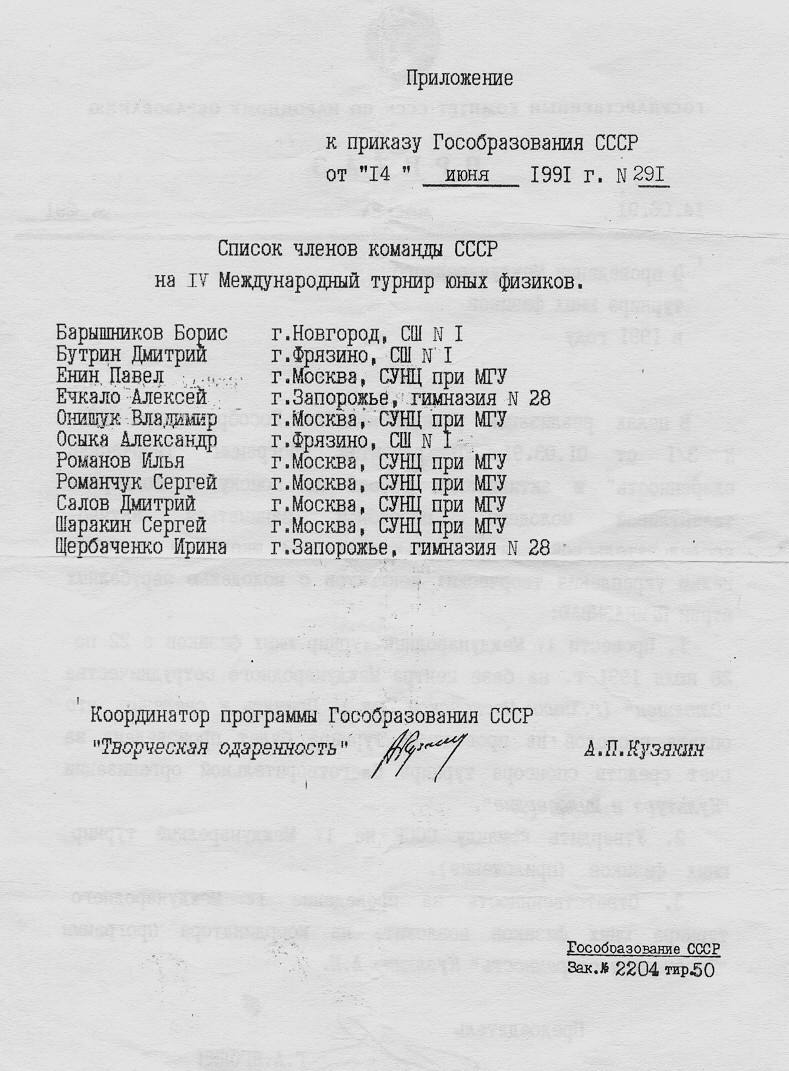 Приложение
к приказу Гособразования СССР
от "I4 " июня I99I г. N 29I
Список членов команды СССР
на IV Международный турнир юных физиков.
Барышников Борис г.Новгород, СШ N I
Бутрин Дмитрий г.Фрязино, СШ N I
Енин Павел г.Москва, СУНЦ при МГУ
Ечкало Алексей г.Запорожье, гимназия N 28
Онищук Владимир г.Москва, СУНЦ при МГУ
Осыка Александр г.Фрязино, СШ N I
Романов Илья г.Москва, СУНЦ при МГУ
Романчук Сергей г.Москва, СУНЦ при МГУ
Салов Дмитрий г.Москва, СУНЦ при МГУ
Шаракин Сергей г.Москва, СУНЦ при МГУ
Щербаченко Ирина г.Запорожье, гимназия N 28
Координатор программы Гособразования СССР
"Творческая одаренность" А.П.Кузякин
Гособразование СССР
Зак.№ 2204 тир.50